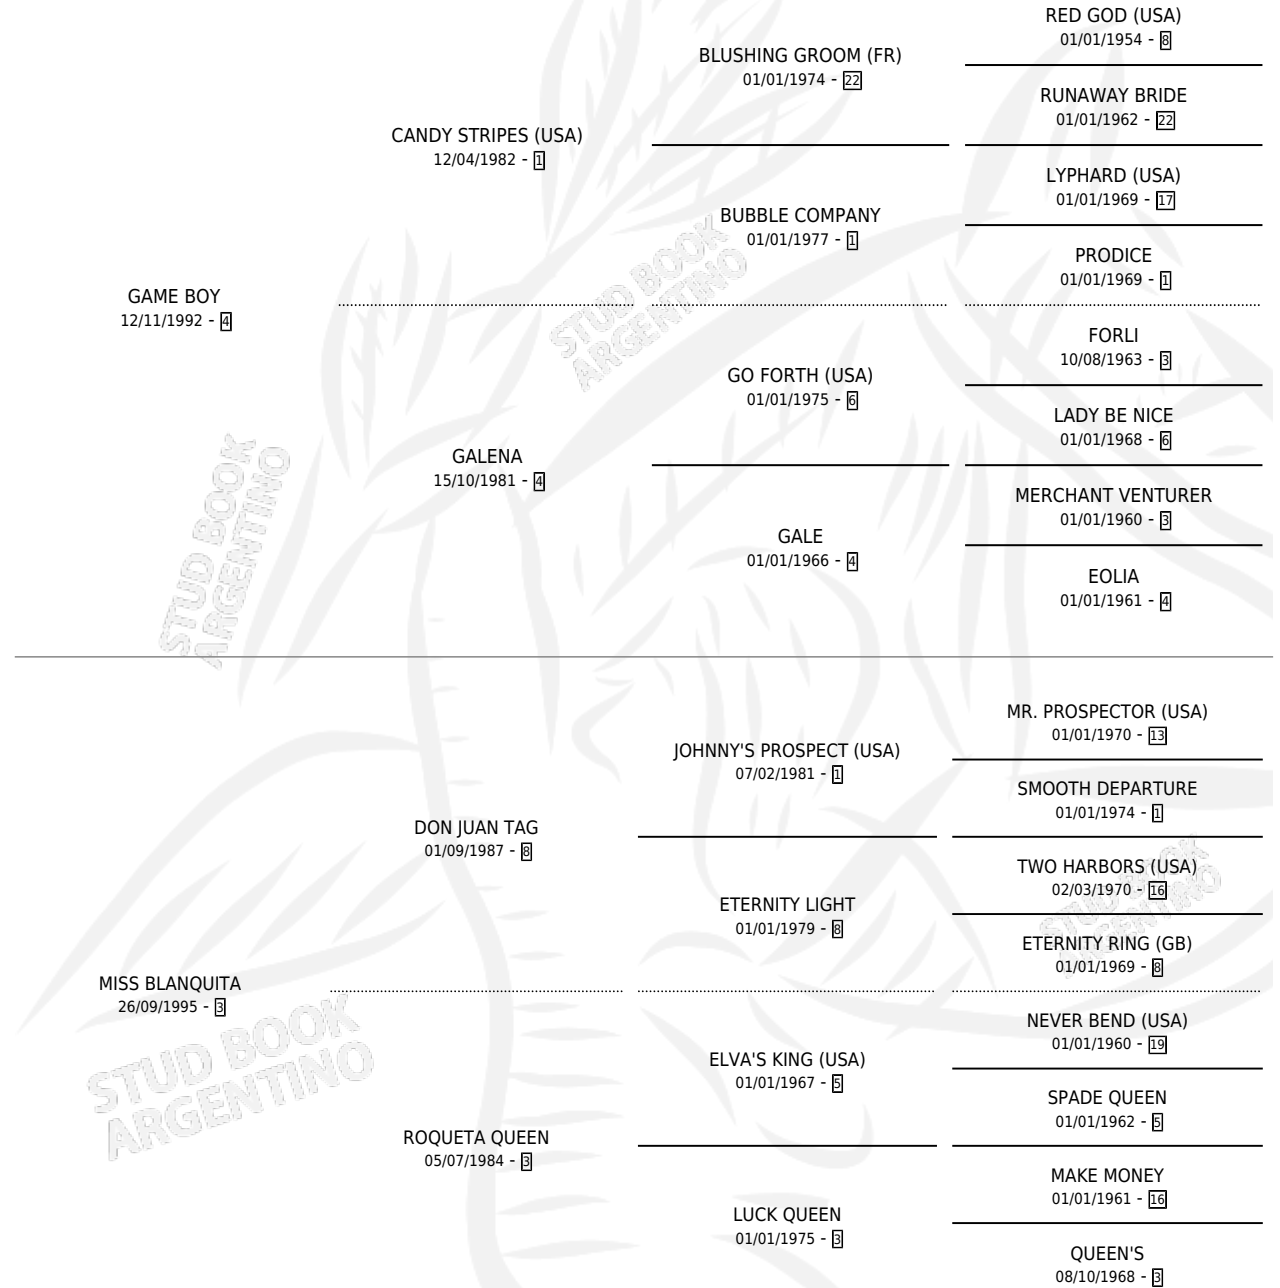 RED GOD (USA)
01/01/1954 - 8
BLUSHING GROOM (FR)
01/01/1974 - 22
RUNAWAY BRIDE
01/01/1962 - 22
CANDY STRIPES (USA)
12/04/1982 - 1
LYPHARD (USA)
01/01/1969 - 17
BUBBLE COMPANY
01/01/1977 - 1
PRODICE
01/01/1969 - 1
GAME BOY
12/11/1992 - 4
FORLI
10/08/1963 - 3
GO FORTH (USA)
01/01/1975 - 6
LADY BE NICE
01/01/1968 - 6
GALENA
15/10/1981 - 4
MERCHANT VENTURER
01/01/1960 - 3
GALE
01/01/1966 - 4
EOLIA
01/01/1961 - 4
STUD BOOK
ARGENTINO
STUD BOOK
ARGENTINO
MR. PROSPECTOR (USA)
01/01/1970 - 13
JOHNNY'S PROSPECT (USA)
07/02/1981 - 1
SMOOTH DEPARTURE
01/01/1974 - 1
DON JUAN TAG
01/09/1987 - 8
TWO HARBORS (USA)
02/03/1970 - 16
ETERNITY LIGHT
01/01/1979 - 8
ETERNITY RING (GB)
01/01/1969 - 8
MISS BLANQUITA
26/09/1995 - 3
NEVER BEND (USA)
01/01/1960 - 19
ELVA'S KING (USA)
01/01/1967 - 5
SPADE QUEEN
01/01/1962 - 5
ROQUETA QUEEN
05/07/1984 - 3
MAKE MONEY
01/01/1961 - 16
LUCK QUEEN
01/01/1975 - 3
QUEEN'S
08/10/1968 - 3
STUD BOOK
ARGENTINO
STUD BOOK
ARGENTINO